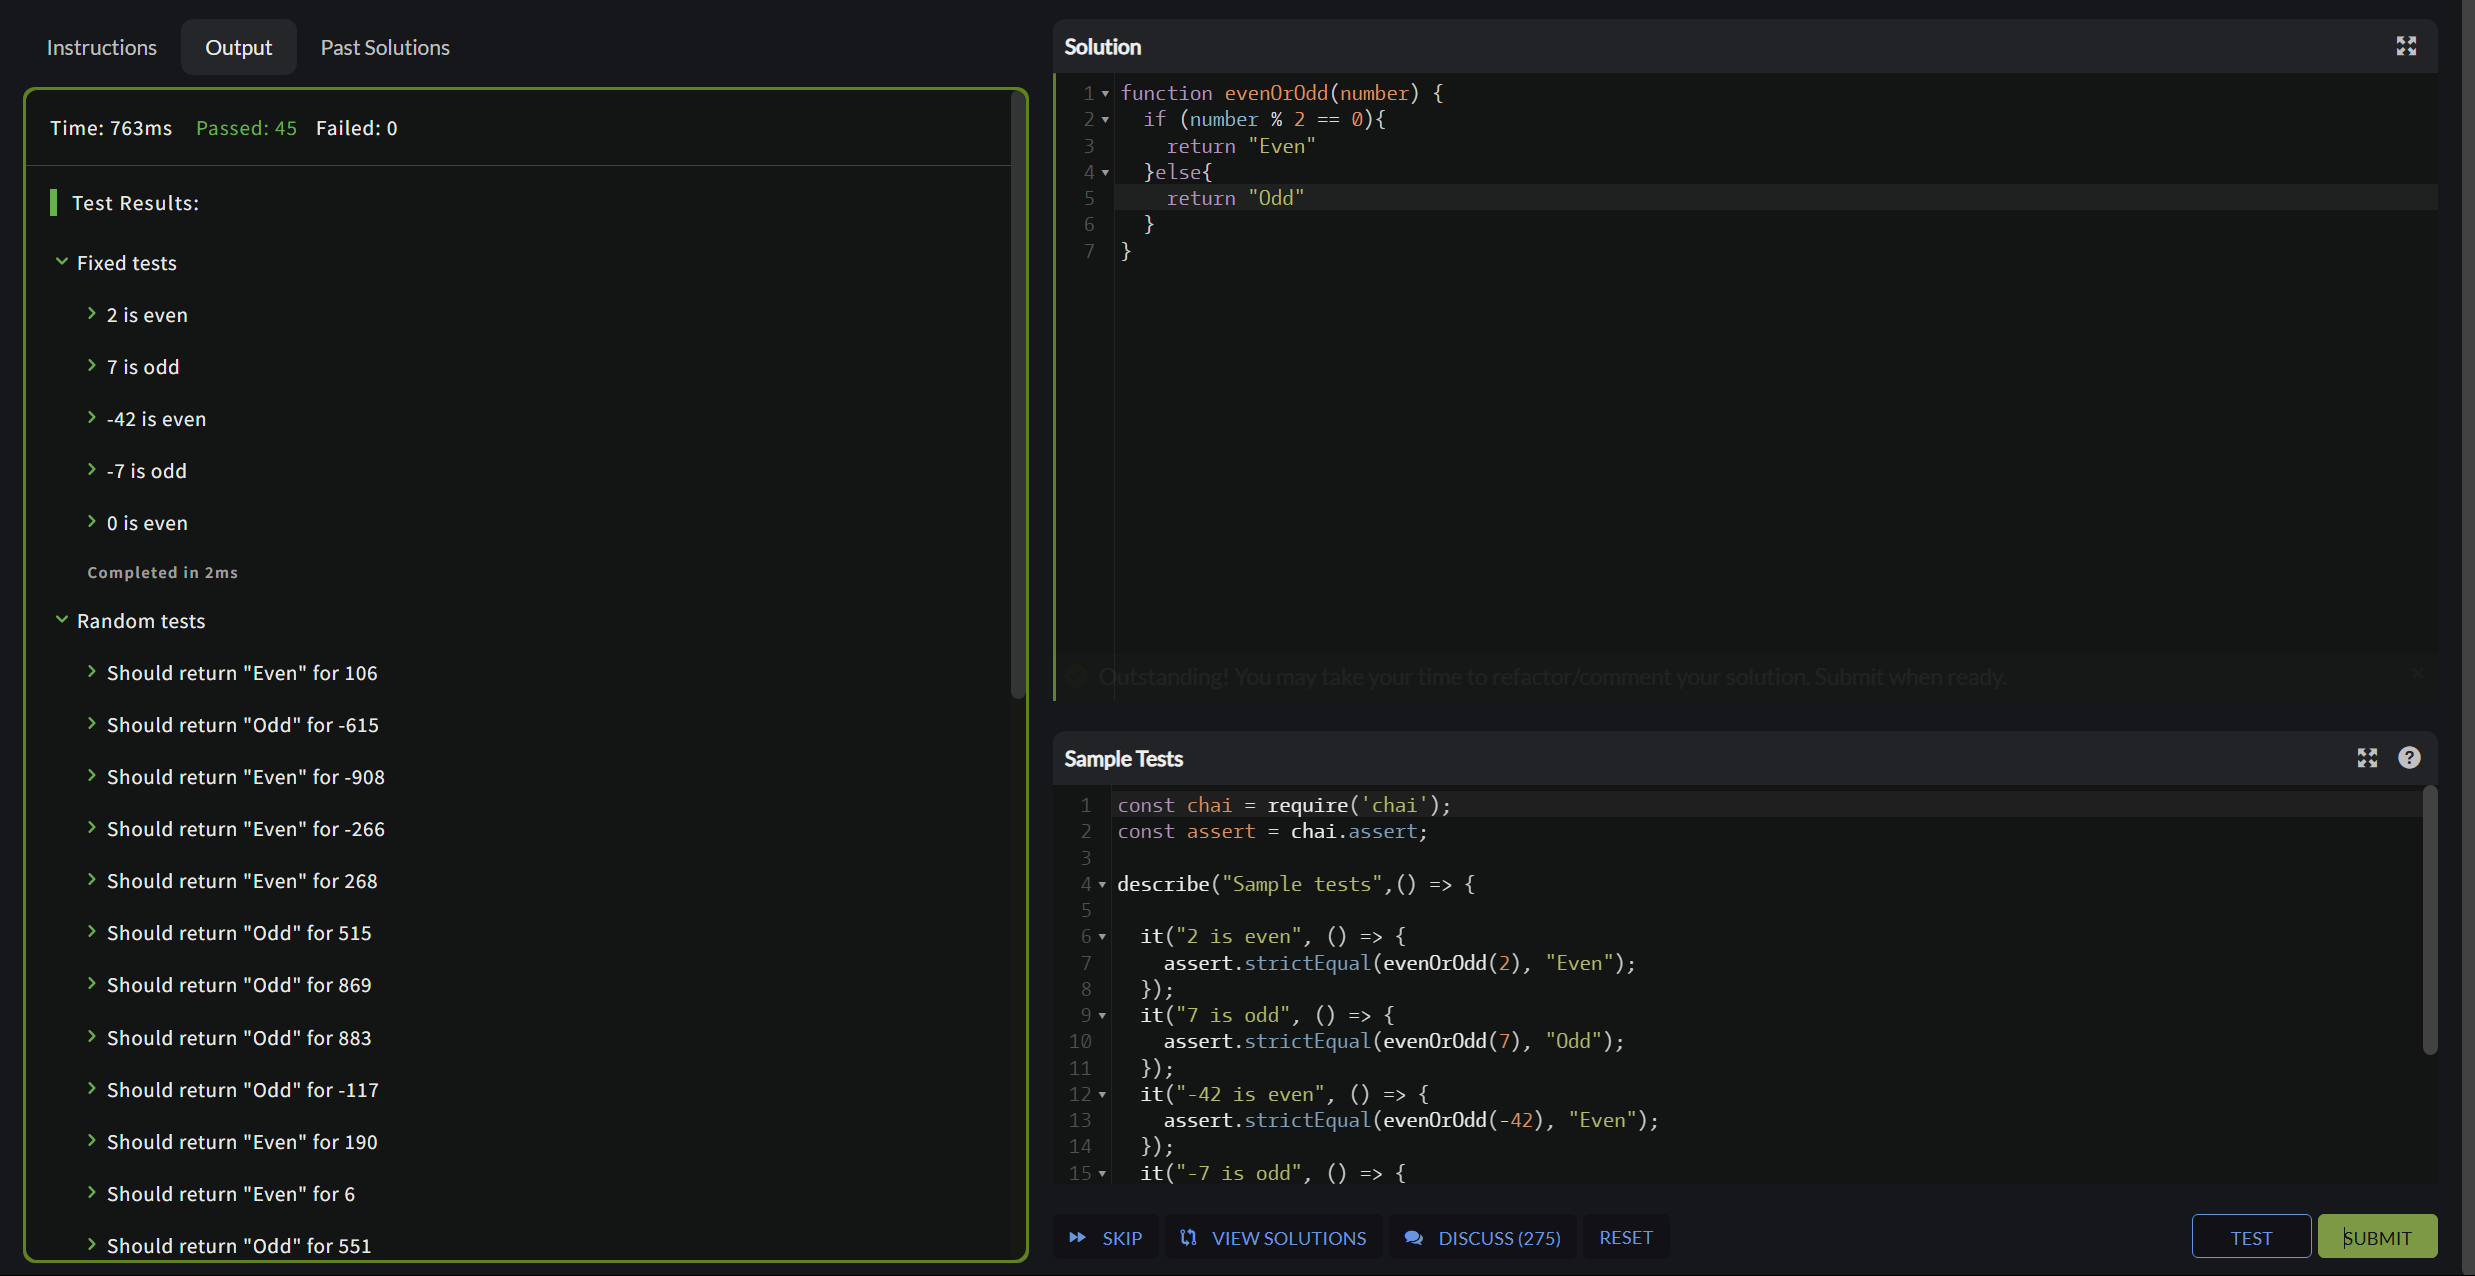 Instructions Output Past Solutions
Time: 763ms Passed: 45 Failed: 0
Test Results:
Fixed tests
2 is even
7 is odd
-42 is even
-7 is odd
0 is even
Completed in 2ms
Random tests
Should return "Even" for 106
Should return "Odd" for -615
Should return "Even" for -908
Should return "Even" for -266
Should return "Even" for 268
Should return "Odd" for 515
Should return "Odd" for 869
Should return "Odd" for 883
Should return "Odd" for -117
Should return "Even" for 190
Should return "Even" for 6
Should return "Odd" for 551
Solution
1 function evenOrOdd(number) {
2 if (number % 2 == 0){
3 return "Even"
4 }else{
5 return "Odd"
6 }
7 }
Outstanding! You may take your time to refactor/comment your solution. Submit when ready.
Sample Tests
1 const chai = require('chai');
2 const assert = chai.assert;
3
4 describe("Sample tests",() => {
5
6 it("2 is even", () => {
7 assert.strictEqual(evenOrOdd(2), "Even");
8 });
9 it("7 is odd", () => {
10 assert.strictEqual(evenOrOdd(7), "Odd");
11 });
12 it("-42 is even", () => {
13 assert.strictEqual(evenOrOdd(-42), "Even");
14 });
15 it("-7 is odd", () => {
SKIP VIEW SOLUTIONS DISCUSS (275) RESET TEST SUBMIT